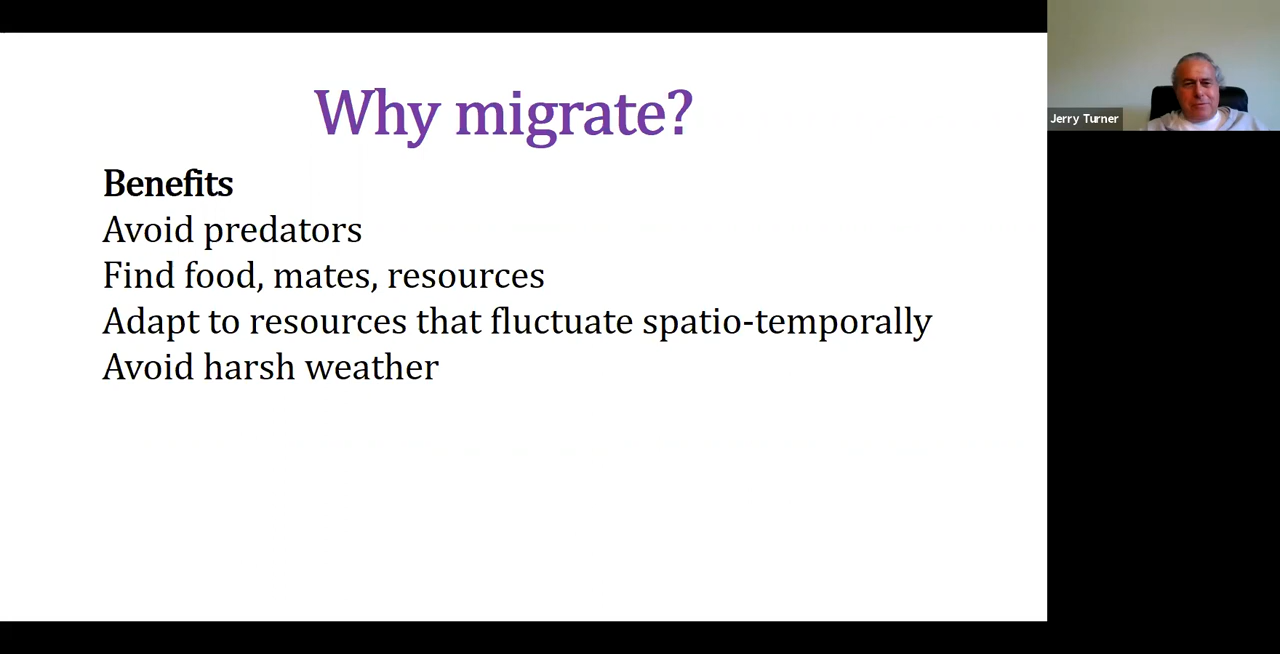 Why migrate?
Benefits
Avoid predators
Find food, mates, resources
Adapt to resources that fluctuate spatio-temporally
Avoid harsh weather
Jerry Turner